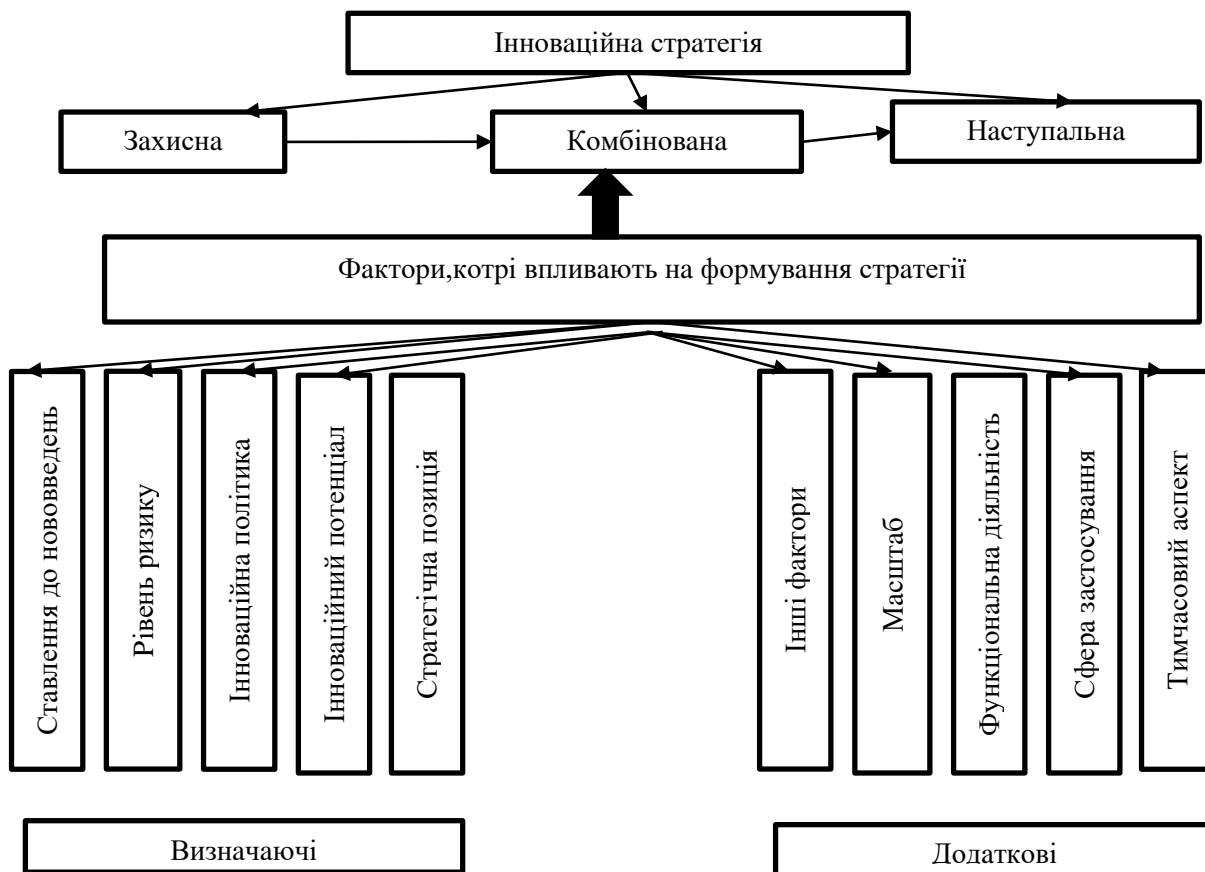 Інноваційна стратегія
Захисна
Комбінована
Наступальна
Фактори,котрі впливають на формування стратегії
Ставлення до нововведень
Рівень ризику
Інноваційна політика
Інноваційний потенціал
Стратегічна позиція
Інші фактори
Масштаб
Функціональна діяльність
Сфера застосування
Тимчасовий аспект
Визначаючі
Додаткові